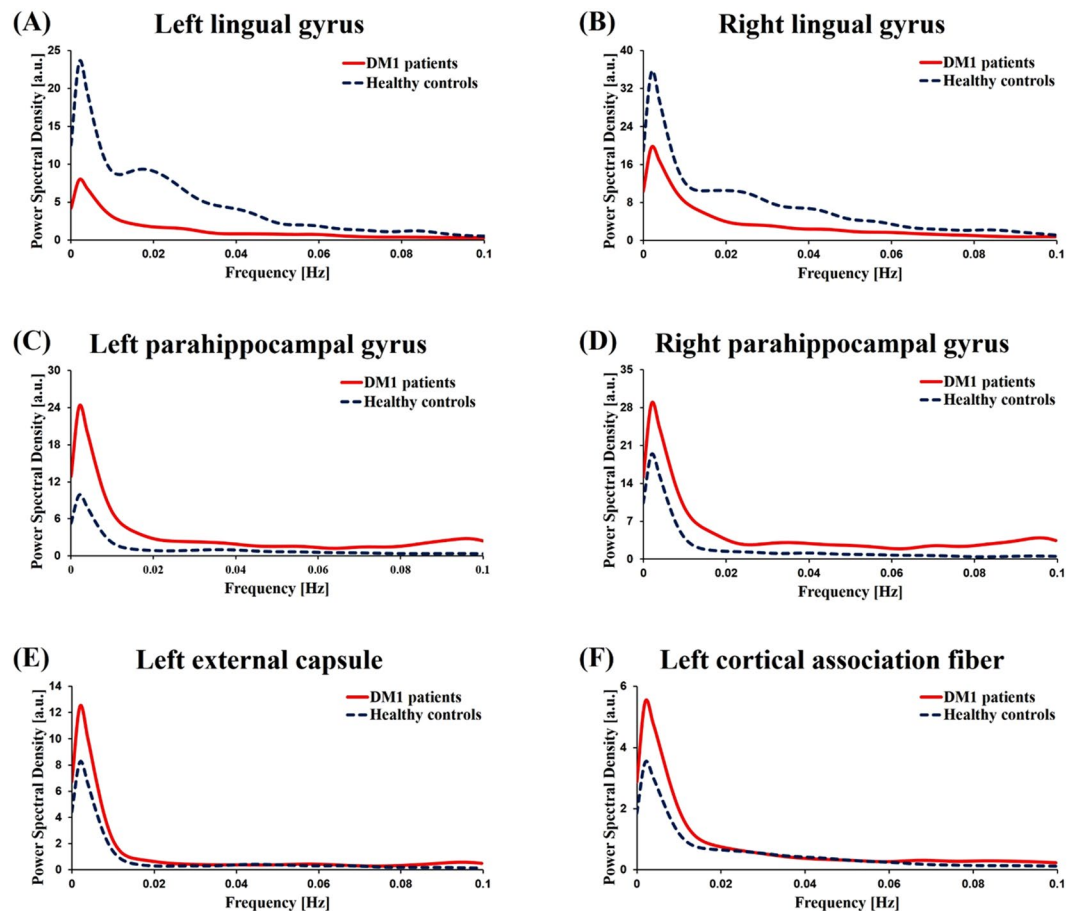 (A) Left lingual gyrus
Power Spectral Density [a.u.]
25
20
15
10
5
0
0 0.02 0.04 0.06 0.08 0.1
Frequency [Hz]
DM1 patients
Healthy controls
(B) Right lingual gyrus
Power Spectral Density [a.u.]
40
32
24
16
8
0
0 0.02 0.04 0.06 0.08 0.1
Frequency [Hz]
DM1 patients
Healthy controls
(C) Left parahippocampal gyrus
Power Spectral Density [a.u.]
30
24
18
12
6
0
0 0.02 0.04 0.06 0.08 0.1
Frequency [Hz]
DM1 patients
Healthy controls
(D) Right parahippocampal gyrus
Power Spectral Density [a.u.]
35
28
21
14
7
0
0 0.02 0.04 0.06 0.08 0.1
Frequency [Hz]
DM1 patients
Healthy controls
(E) Left external capsule
Power Spectral Density [a.u.]
14
12
10
8
6
4
2
0
0 0.02 0.04 0.06 0.08 0.1
Frequency [Hz]
DM1 patients
Healthy controls
(F) Left cortical association fiber
Power Spectral Density [a.u.]
6
4
2
0
0 0.02 0.04 0.06 0.08 0.1
Frequency [Hz]
DM1 patients
Healthy controls